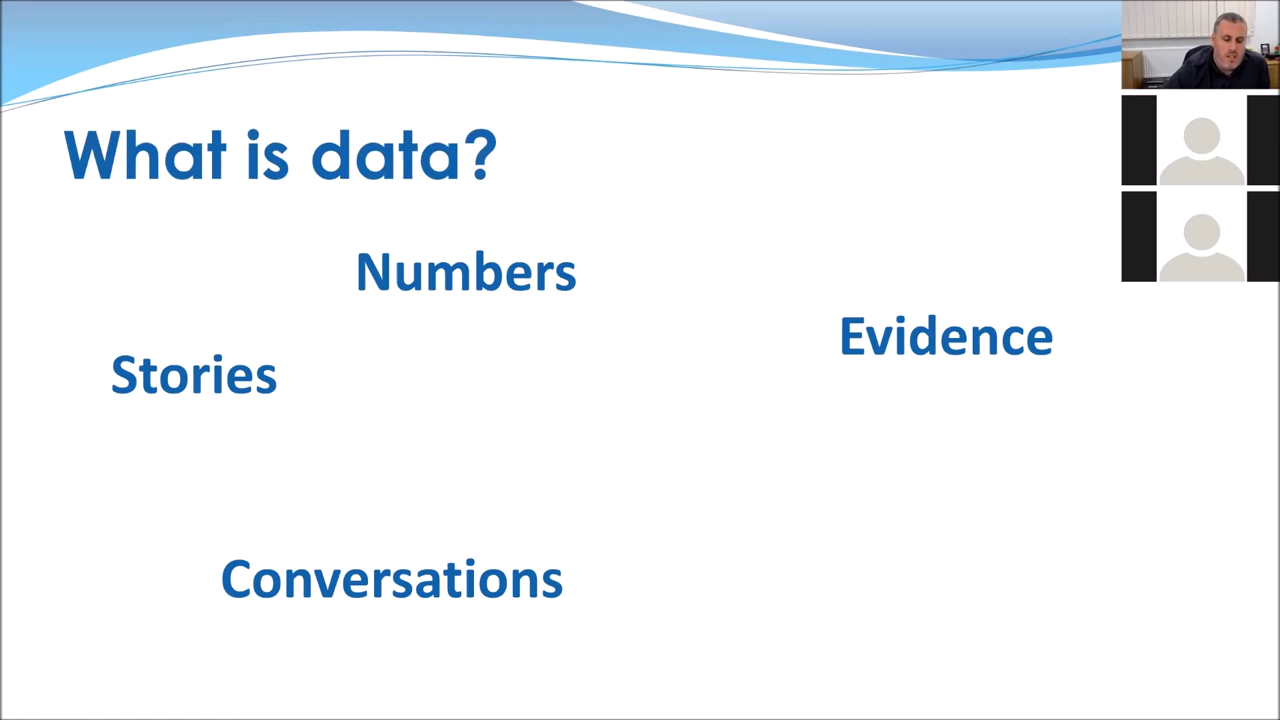 What is data?
Numbers
Evidence
Stories
Conversations